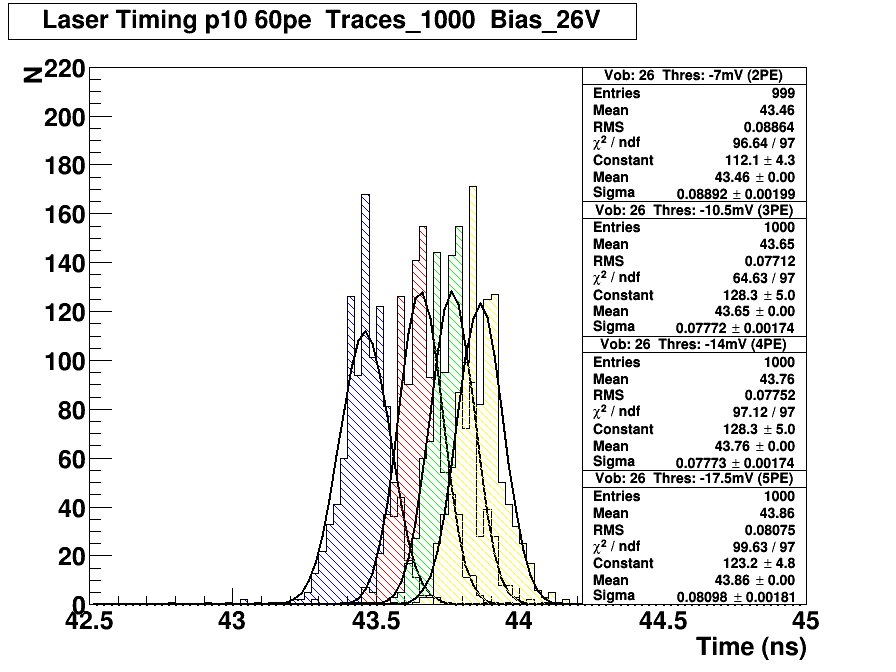 Laser Timing p10 60pe Traces_1000 Bias_26V
N
220
200
180
160
140
120
100
80
60
40
20
0
Vob: 26 Thres: -7mV (2PE)
Entries 999
Mean 43.46
RMS 0.08864
χ² / ndf 96.64 / 97
Constant 112.1 ± 4.3
Mean 43.46 ± 0.00
Sigma 0.08892 ± 0.00199
Vob: 26 Thres: -10.5mV (3PE)
Entries 1000
Mean 43.65
RMS 0.07712
χ² / ndf 64.63 / 97
Constant 128.3 ± 5.0
Mean 43.65 ± 0.00
Sigma 0.07772 ± 0.00174
Vob: 26 Thres: -14mV (4PE)
Entries 1000
Mean 43.76
RMS 0.07752
χ² / ndf 97.12 / 97
Constant 128.3 ± 5.0
Mean 43.76 ± 0.00
Sigma 0.07773 ± 0.00174
Vob: 26 Thres: -17.5mV (5PE)
Entries 1000
Mean 43.86
RMS 0.08075
χ² / ndf 99.63 / 97
Constant 123.2 ± 4.8
Mean 43.86 ± 0.00
Sigma 0.08098 ± 0.00181
42.5 43 43.5 44 44.5 45
Time (ns)